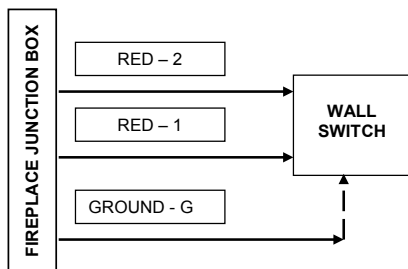 FIREPLACE JUNCTION BOX
RED – 2
RED – 1
GROUND - G
WALL
SWITCH